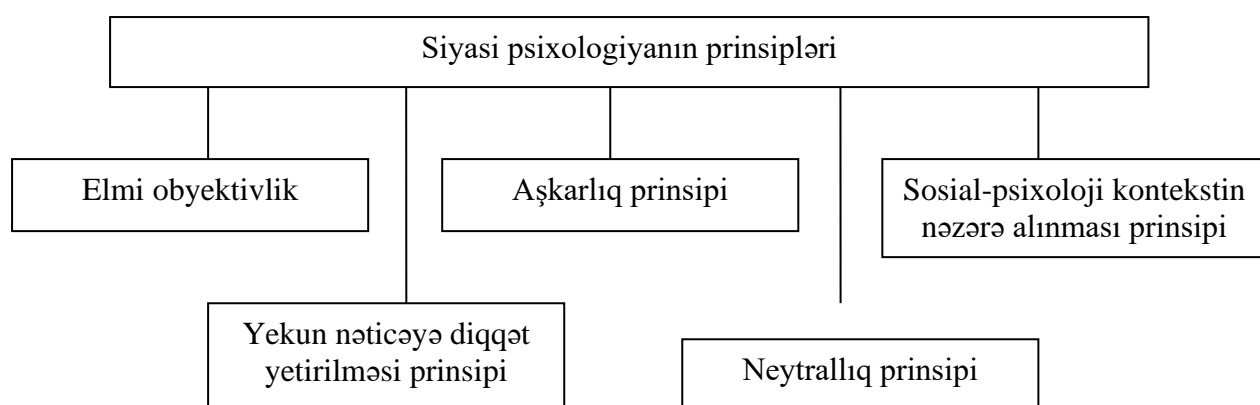 Siyasi psixologiyanın prinsipləri
Elmi obyektivlik
Aşkarlıq prinsipi
Sosial-psixoloji kontekstin
nəzərə alınması prinsipi
Yekun nəticəyə diqqət
yetirilməsi prinsipi
Neytrallıq prinsipi